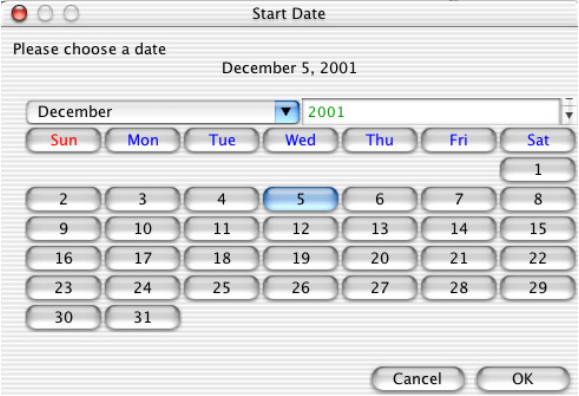 Start Date
Please choose a date
December 5, 2001
December 2001
Sun Mon Tue Wed Thu Fri Sat
1
2 3 4 5 6 7 8
9 10 11 12 13 14 15
16 17 18 19 20 21 22
23 24 25 26 27 28 29
30 31
Cancel OK